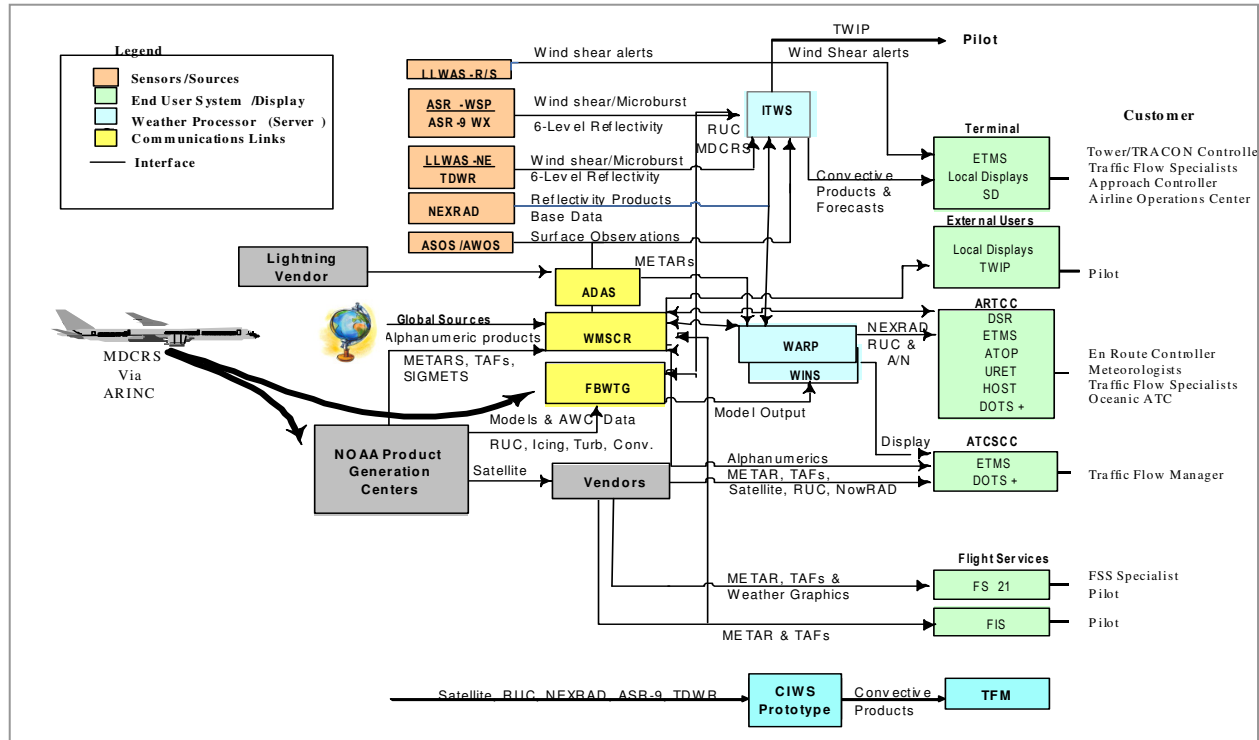 Legend
Sensors/Sources
End User System /Display
Weather Processor (Server )
Communications Links
Interface
TWIP
Pilot
Wind shear alerts
Wind Shear alerts
LLWAS -R/S
ASR -WSP
ASR-9 WX
Wind shear/Microburst
6-Level Reflectivity
ITWS
RUC
MDCRS
LLWAS-NE
TDWR
Wind shear/Microburst
6-Level Reflectivity
NEXRAD
Reflectivity Products
Base Data
ASOS /AWOS
Surface Observations
Convective
Products &
Forecasts
Terminal
ETMS
Local Displays
SD
Customer
Tower/TRACON Controlle
Traffic Flow Specialists
Approach Controller
Airline Operations Center
External Users
Local Displays
TWIP
Pilot
Lightning
Vendor
METARs
ADAS
Global Sources
Alphanumeric products
WMSCR
METARS, TAFs,
SIGMETS
FBWTG
WARP
WINS
NEXRAD
RUC &
A/N
Model Output
ARTCC
DSR
ETMS
ATOP
URET
HOST
DOTS +
En Route Controller
Meteorologists
Traffic Flow Specialists
Oceanic ATC
MDCRS
Via
ARINC
Models & AWC Data
RUC, Icing, Turb, Conv.
NOAA Product
Generation
Centers
Satellite
Vendors
Display
Alphanumerics
METAR, TAFs,
Satellite, RUC, NowRAD
ATCSCC
ETMS
DOTS +
Traffic Flow Manager
METAR, TAFs &
Weather Graphics
Flight Services
FS 21
FSS Specialist
Pilot
METAR & TAFs
FIS
Pilot
Satellite, RUC, NEXRAD, ASR-9, TDWR
CIWS
Prototype
Convective
Products
TFM